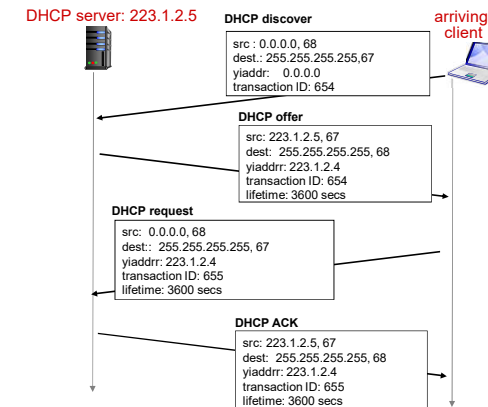 DHCP server: 223.1.2.5
arriving
client
DHCP discover
src : 0.0.0.0, 68
dest.: 255.255.255.255,67
yiaddr: 0.0.0.0
transaction ID: 654
DHCP offer
src: 223.1.2.5, 67
dest: 255.255.255.255, 68
yiaddrr: 223.1.2.4
transaction ID: 654
lifetime: 3600 secs
DHCP request
src: 0.0.0.0, 68
dest:: 255.255.255.255, 67
yiaddrr: 223.1.2.4
transaction ID: 655
lifetime: 3600 secs
DHCP ACK
src: 223.1.2.5, 67
dest: 255.255.255.255, 68
yiaddrr: 223.1.2.4
transaction ID: 655
lifetime: 3600 secs